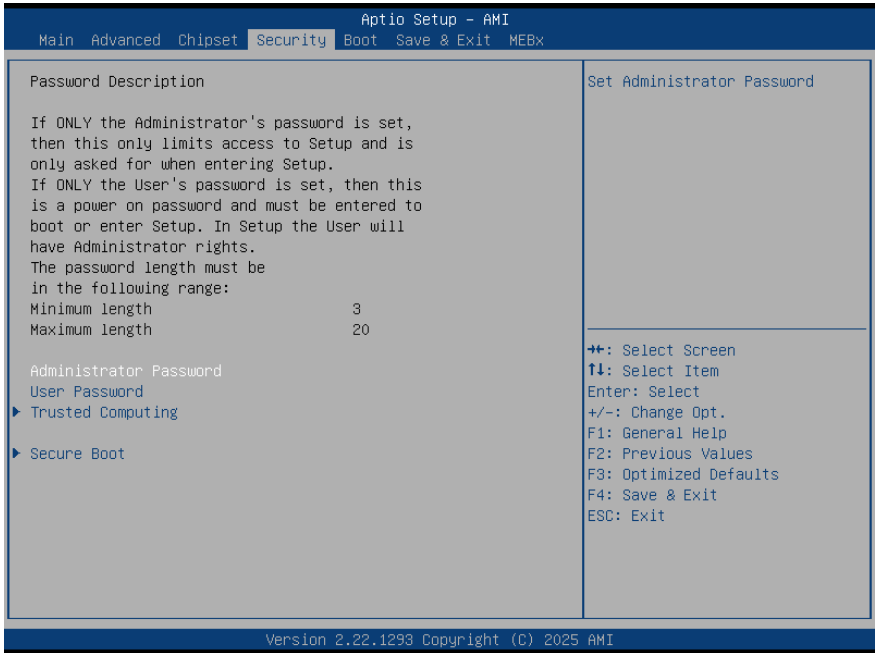 Aptio Setup – AMI
Main Advanced Chipset Security Boot Save & Exit MEBx
Password Description
If ONLY the Administrator's password is set,
then this only limits access to Setup and is
only asked for when entering Setup.
If ONLY the User's password is set, then this
is a power on password and must be entered to
boot or enter Setup. In Setup the User will
have Administrator rights.
The password length must be
in the following range:
Minimum length 3
Maximum length 20
Administrator Password
User Password
Trusted Computing
Secure Boot
Set Administrator Password
→←: Select Screen
↑↓: Select Item
Enter: Select
+/-: Change Opt.
F1: General Help
F2: Previous Values
F3: Optimized Defaults
F4: Save & Exit
ESC: Exit
Version 2.22.1293 Copyright (C) 2025 AMI